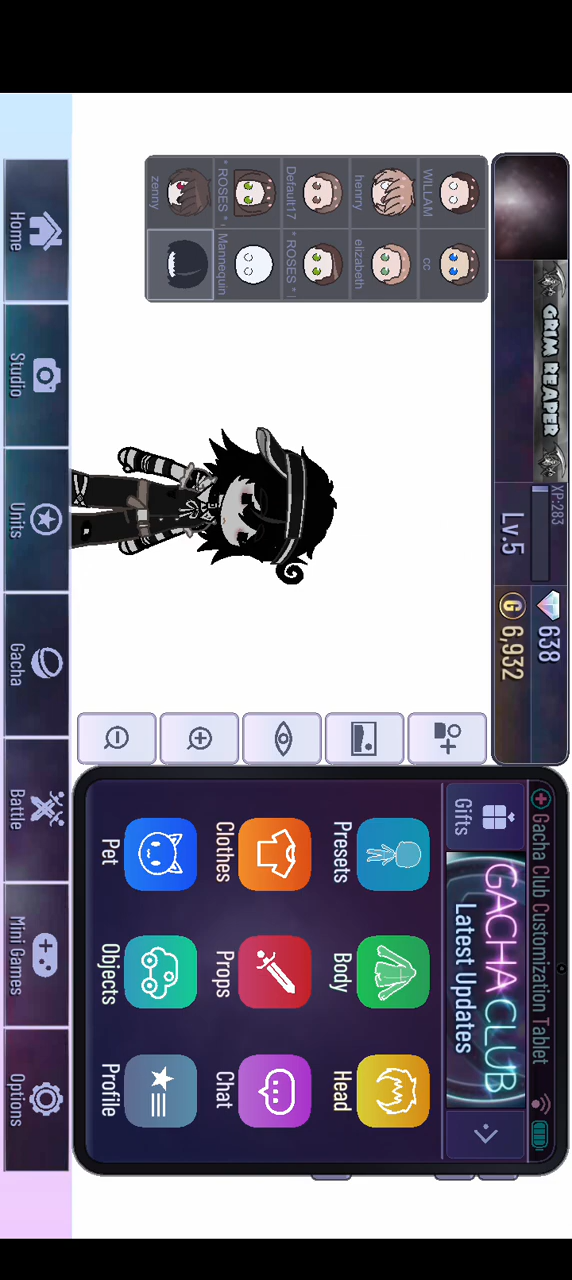 GRIM REAPER
XP:283
Lv.5
638
G 6,932
WILLAM
henrry
Default17
* ROSES * !
zenny
cc
elizabeth
* ROSES * !
Mannequin
Gacha Club Customization Tablet
Gifts
GACHA CLUB
Latest Updates
Presets
Body
Head
Clothes
Props
Chat
Pet
Objects
Profile
Home
Studio
Units
Gacha
Battle
Mini Games
Options